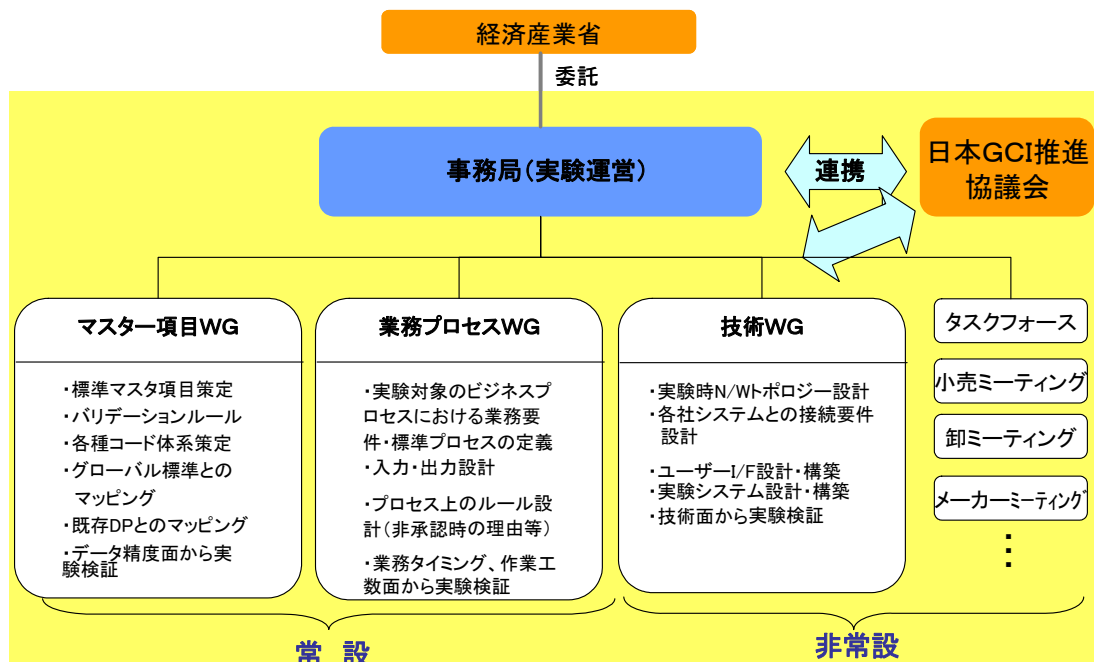 経済産業省
委託
事務局(実験運営)
連携
日本GCI推進
協議会
マスター項目WG
・標準マスタ項目策定
・バリデーションルール
・各種コード体系策定
・グローバル標準との
マッピング
・既存DPとのマッピング
・データ精度面から実
験検証
業務プロセスWG
・実験対象のビジネスプ
ロセスにおける業務要
件・標準プロセスの定義
・入力・出力設計
・プロセス上のルール設
計(非承認時の理由等)
・業務タイミング、作業工
数面から実験検証
技術WG
・実験時N/Wトポロジー設計
・各社システムとの接続要件
設計
・ユーザーI/F設計・構築
・実験システム設計・構築
・技術面から実験検証
タスクフォース
小売ミーティング
卸ミーティング
メーカーミーティング
⋮
常 設
非常設